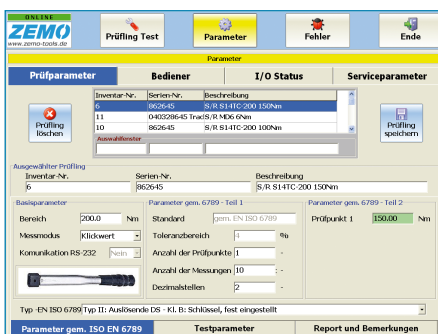 ONLINE
ZEMO
www.zemo-tools.de
Prüfling Test
Parameter
Fehler
Ende
Parameter
Prüfparameter
Bediener
I/O Status
Serviceparameter
Inventar-Nr. Serien-Nr. Beschreibung
6 862645 S/R S14TC-200 150Nm
11 040328645 Trac S/R MD6 6Nm
10 862645 S/R S14TC-200 100Nm
Auswahlfenster
Prüfling löschen
Prüfling speichern
Ausgewählter Prüfling
Inventar-Nr. Serien-Nr. Beschreibung
6 862645 S/R S14TC-200 150Nm
Basisparameter
Bereich 200.0 Nm
Messmodus Klickwert
Komunikation RS-232 Nein
Parameter gem. 6789 - Teil 1
Standard gem. EN ISO 6789
Toleranzbereich 4 %
Anzahl der Prüfpunkte 1 -
Anzahl der Messungen 10 -
Dezimalstellen 2 -
Parameter gem. 6789 - Teil 2
Prüfpunkt 1 150.00 Nm
Typ -EN ISO 6789 Typ II: Auslösende DS - Kl. B: Schlüssel, fest eingestellt
Parameter gem. ISO EN 6789
Testparameter
Report und Bemerkungen